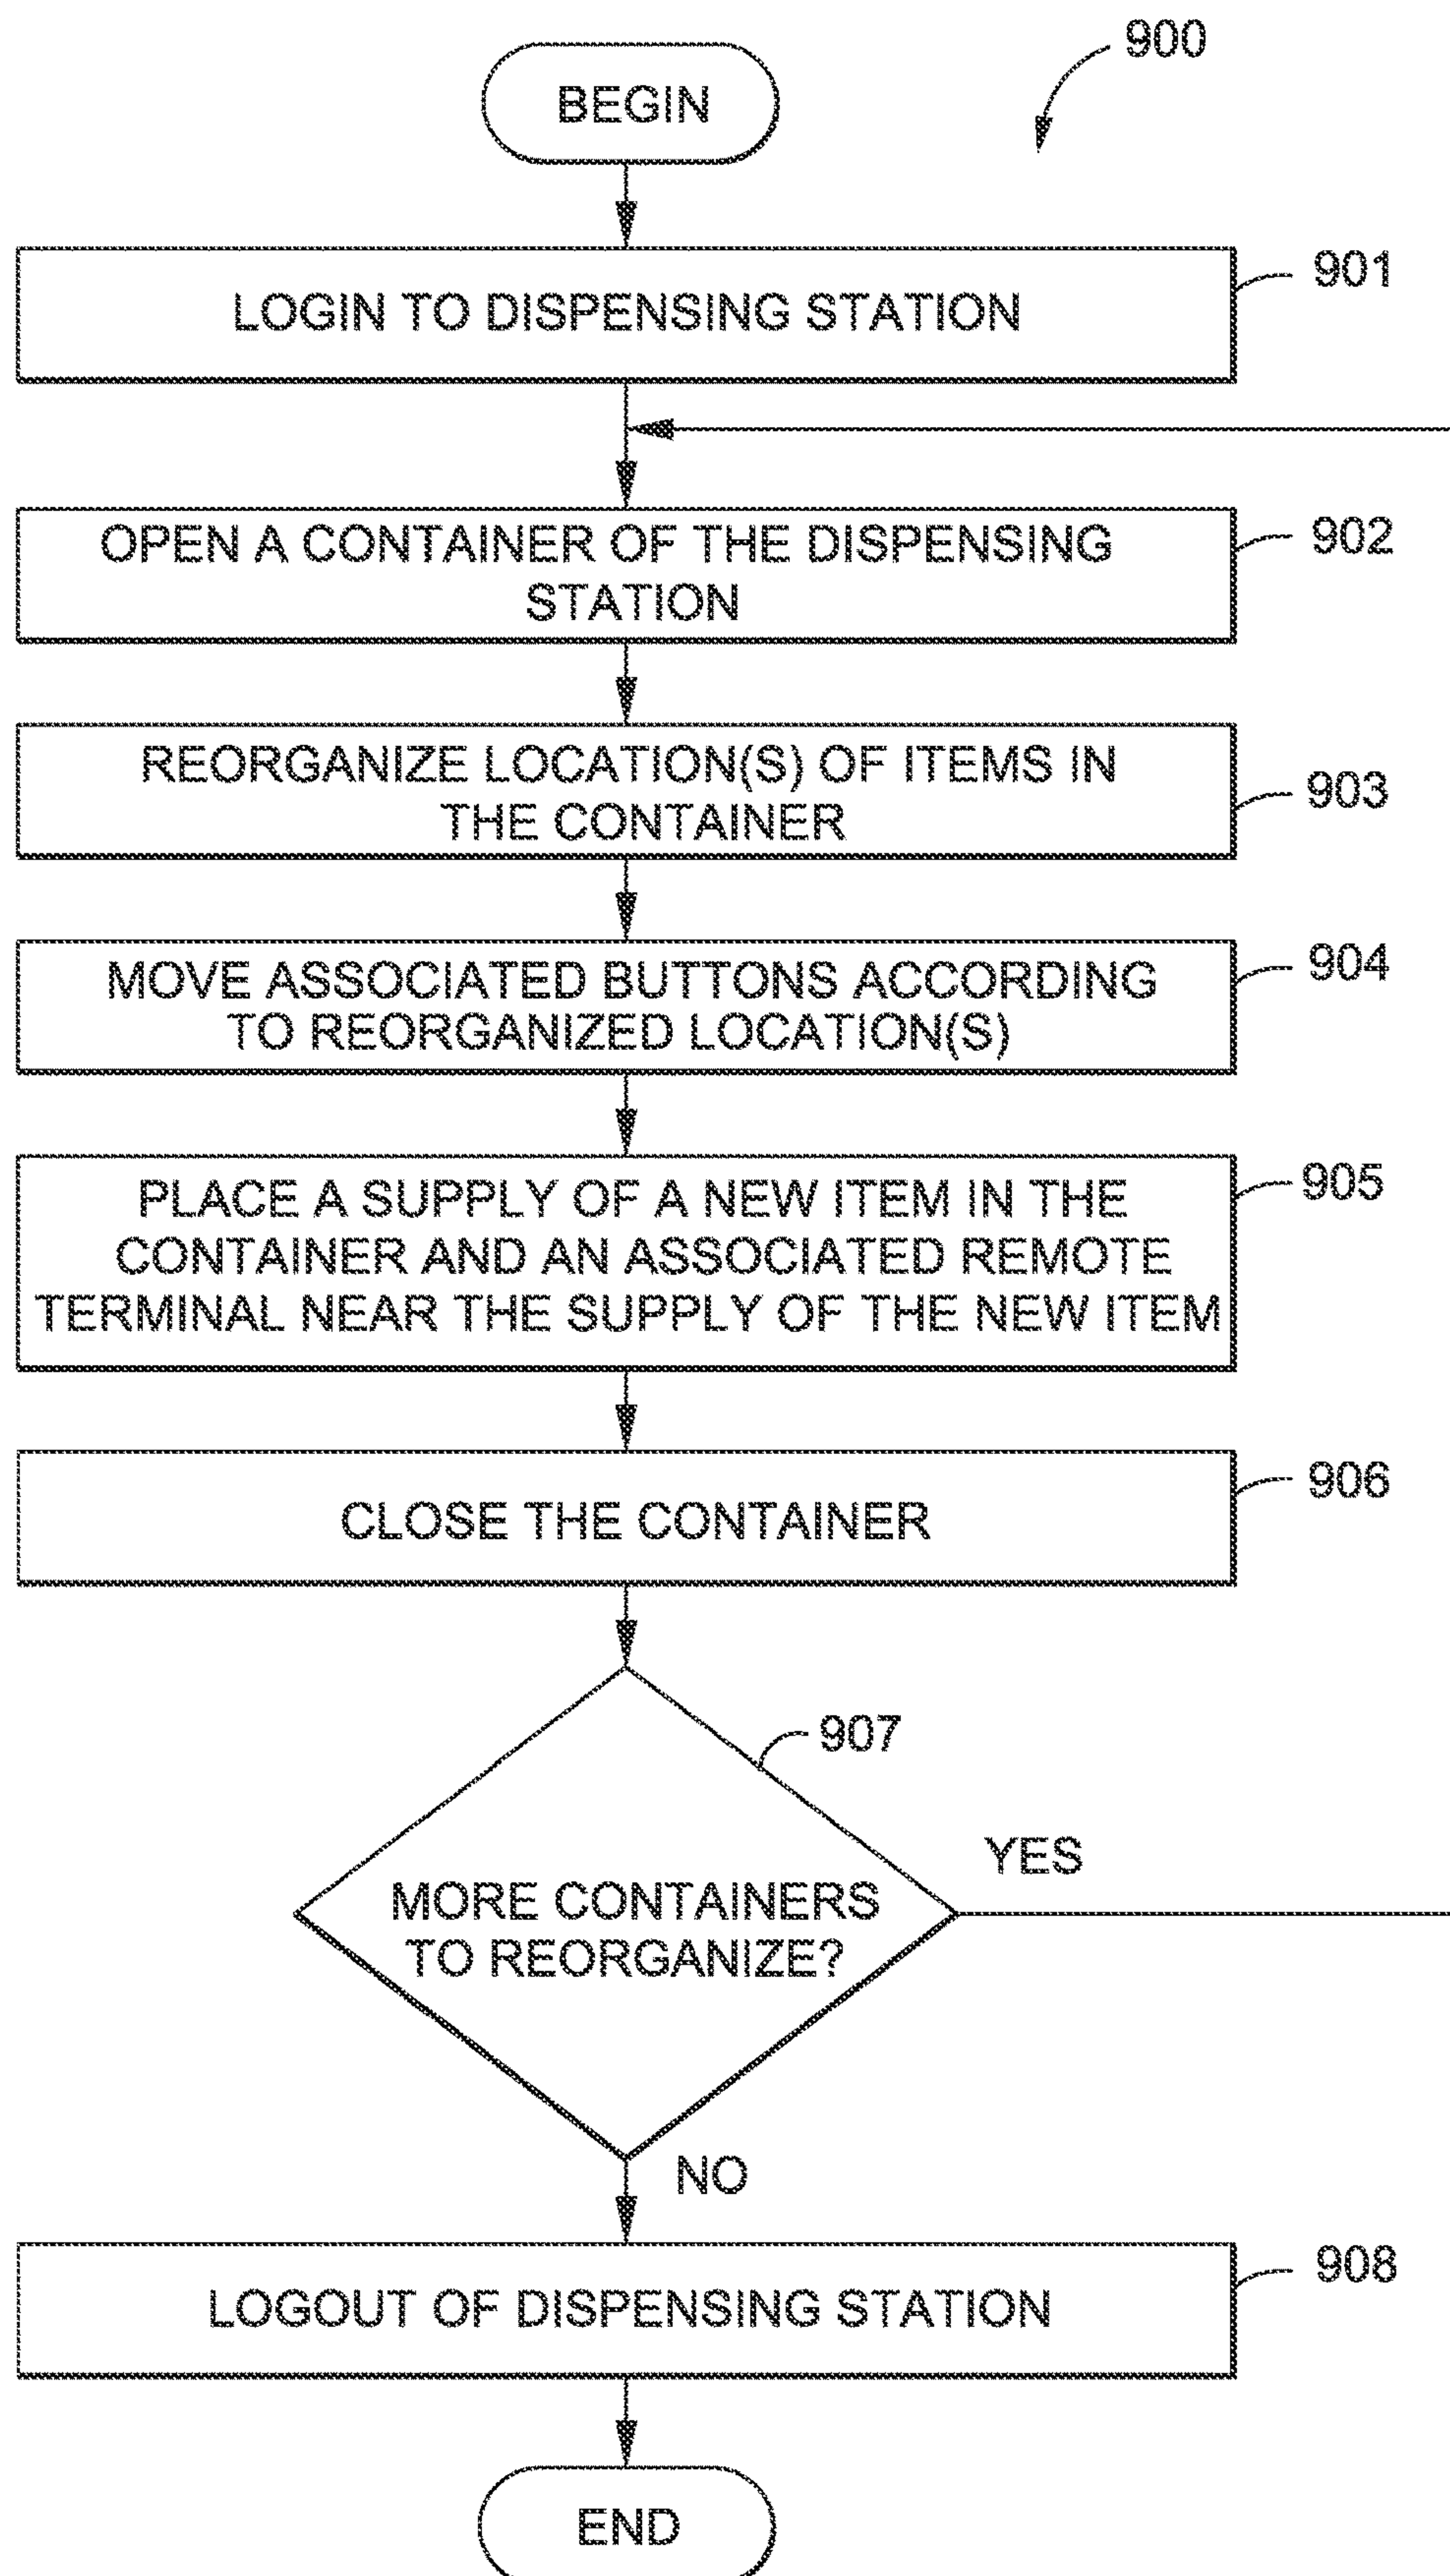 900
BEGIN
LOGIN TO DISPENSING STATION
901
OPEN A CONTAINER OF THE DISPENSING
STATION
902
REORGANIZE LOCATION(S) OF ITEMS IN
THE CONTAINER
903
MOVE ASSOCIATED BUTTONS ACCORDING
TO REORGANIZED LOCATION(S)
904
PLACE A SUPPLY OF A NEW ITEM IN THE
CONTAINER AND AN ASSOCIATED REMOTE
TERMINAL NEAR THE SUPPLY OF THE NEW ITEM
905
CLOSE THE CONTAINER
906
907
MORE CONTAINERS
TO REORGANIZE?
YES
NO
LOGOUT OF DISPENSING STATION
908
END